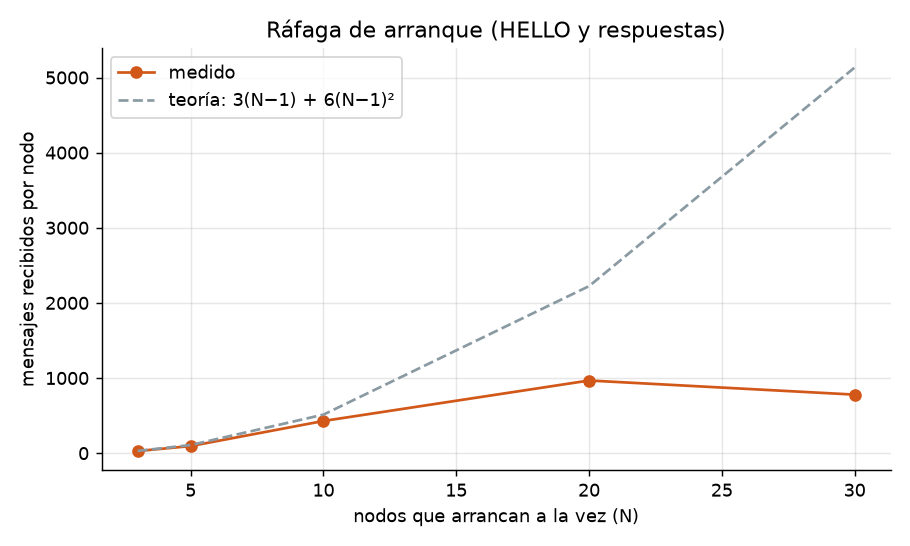 Ráfaga de arranque (HELLO y respuestas)
medido
teoría: 3(N−1) + 6(N−1)²
mensajes recibidos por nodo
5000
4000
3000
2000
1000
0
5 10 15 20 25 30
nodos que arrancan a la vez (N)